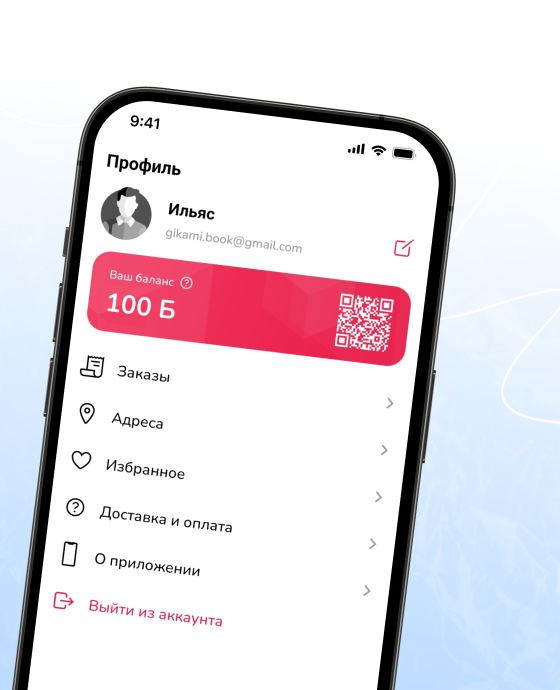 9:41
Профиль
Ильяс
gikami.book@gmail.com
Ваш баланс ?
100 Б
Заказы
Адреса
Избранное
? Доставка и оплата
О приложении
Выйти из аккаунта